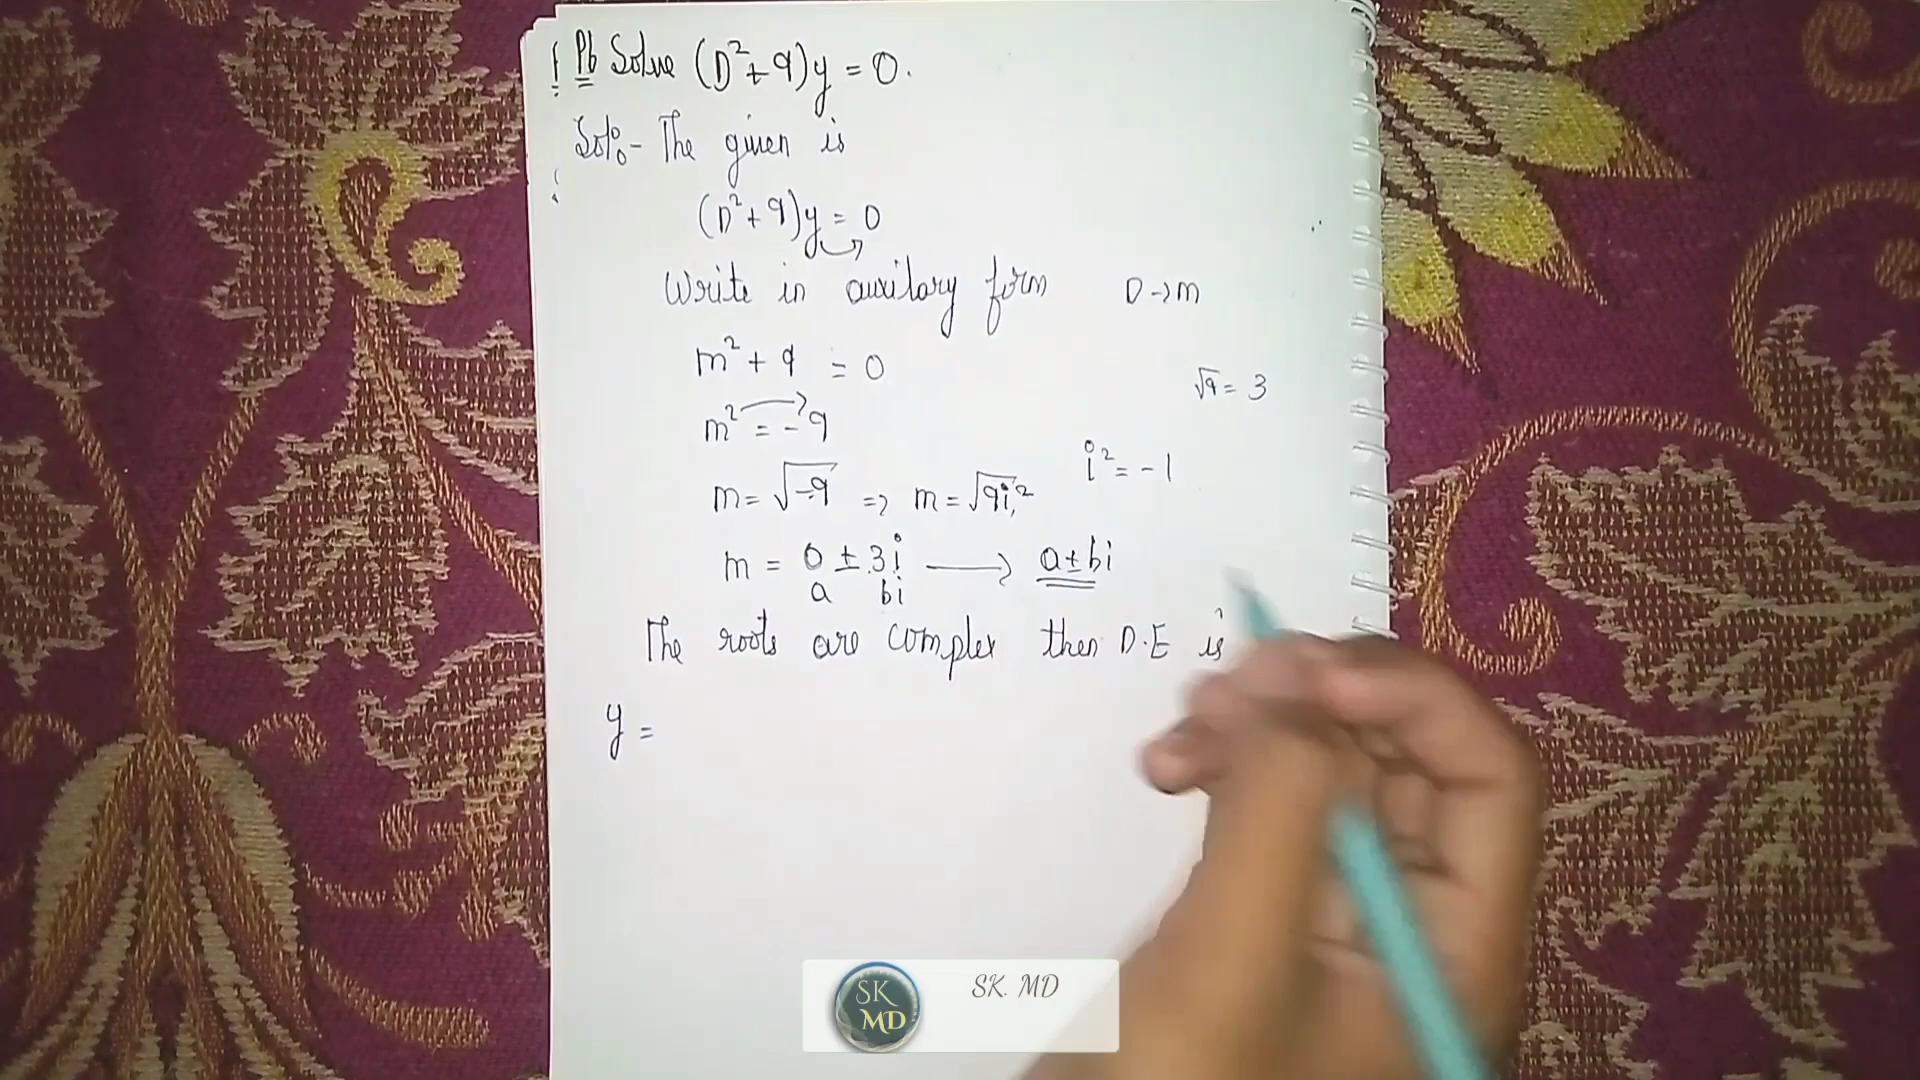 Pb Solve (D²+9)y = 0.
Sol:- The given is
(D²+9)y = 0
Write in auxilary form D→m
m² + 9 = 0
√9 = 3
m² = -9
i² = -1
m = √-9 => m = √9i²
m = 0 ± 3i → a±bi
a bi
The roots are complex then D.E is
y =
SK. MD
SK
MD